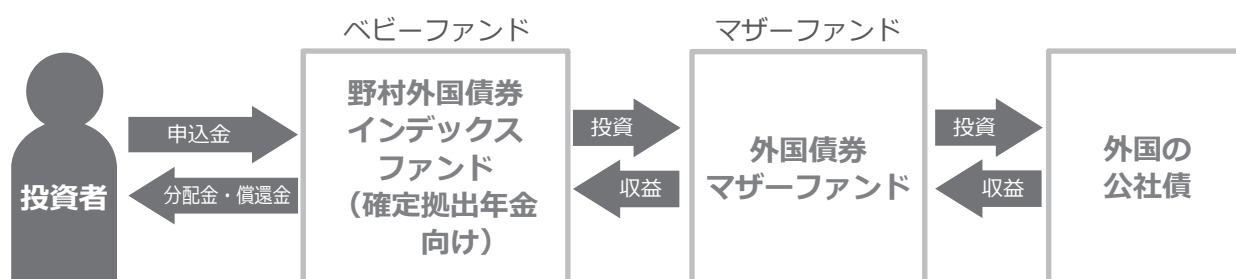 ベビーファンド
マザーファンド
投資者
申込金
分配金・償還金
野村外国債券
インデックス
ファンド
（確定拠出年金
向け）
投資
収益
外国債券
マザーファンド
投資
収益
外国の
公社債